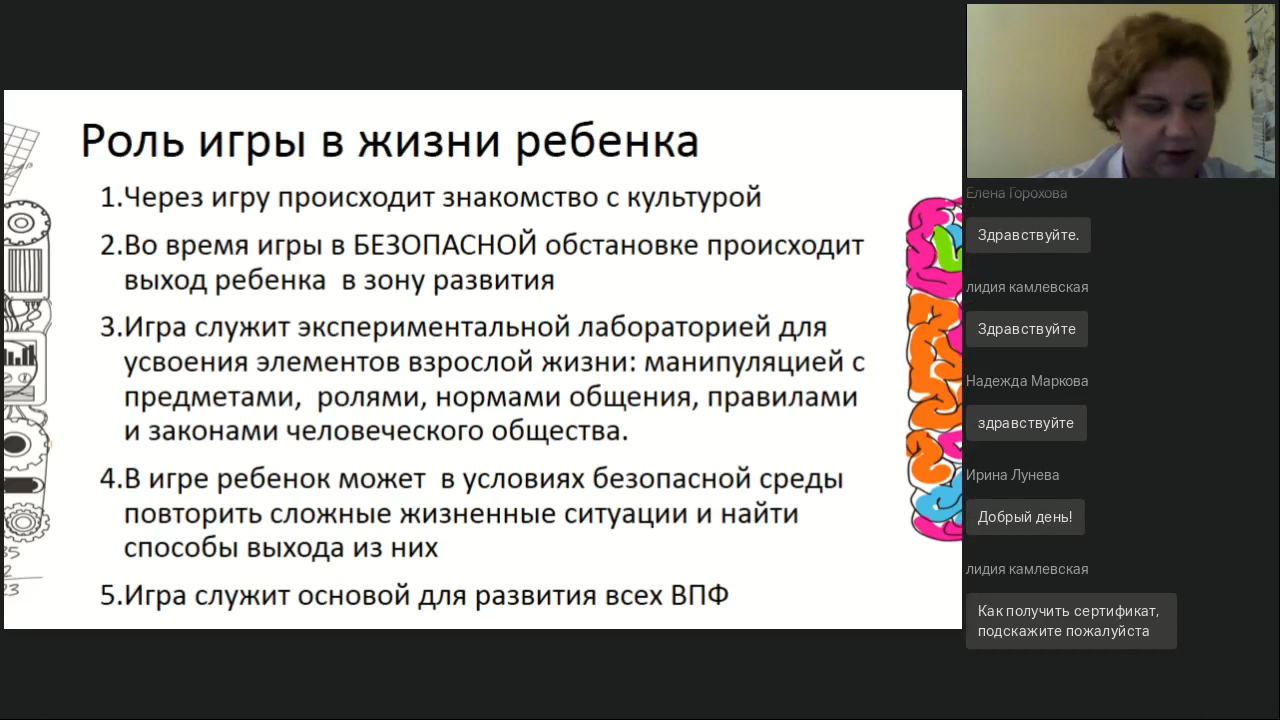 Роль игры в жизни ребенка
1.Через игру происходит знакомство с культурой
2.Во время игры в БЕЗОПАСНОЙ обстановке происходит
выход ребенка в зону развития
3.Игра служит экспериментальной лабораторией для
усвоения элементов взрослой жизни: манипуляцией с
предметами, ролями, нормами общения, правилами
и законами человеческого общества.
4.В игре ребенок может в условиях безопасной среды
повторить сложные жизненные ситуации и найти
способы выхода из них
5.Игра служит основой для развития всех ВПФ
Елена Горохова
Здравствуйте.
лидия камлевская
Здравствуйте
Надежда Маркова
здравствуйте
Ирина Лунева
Добрый день!
лидия камлевская
Как получить сертификат,
подскажите пожалуйста